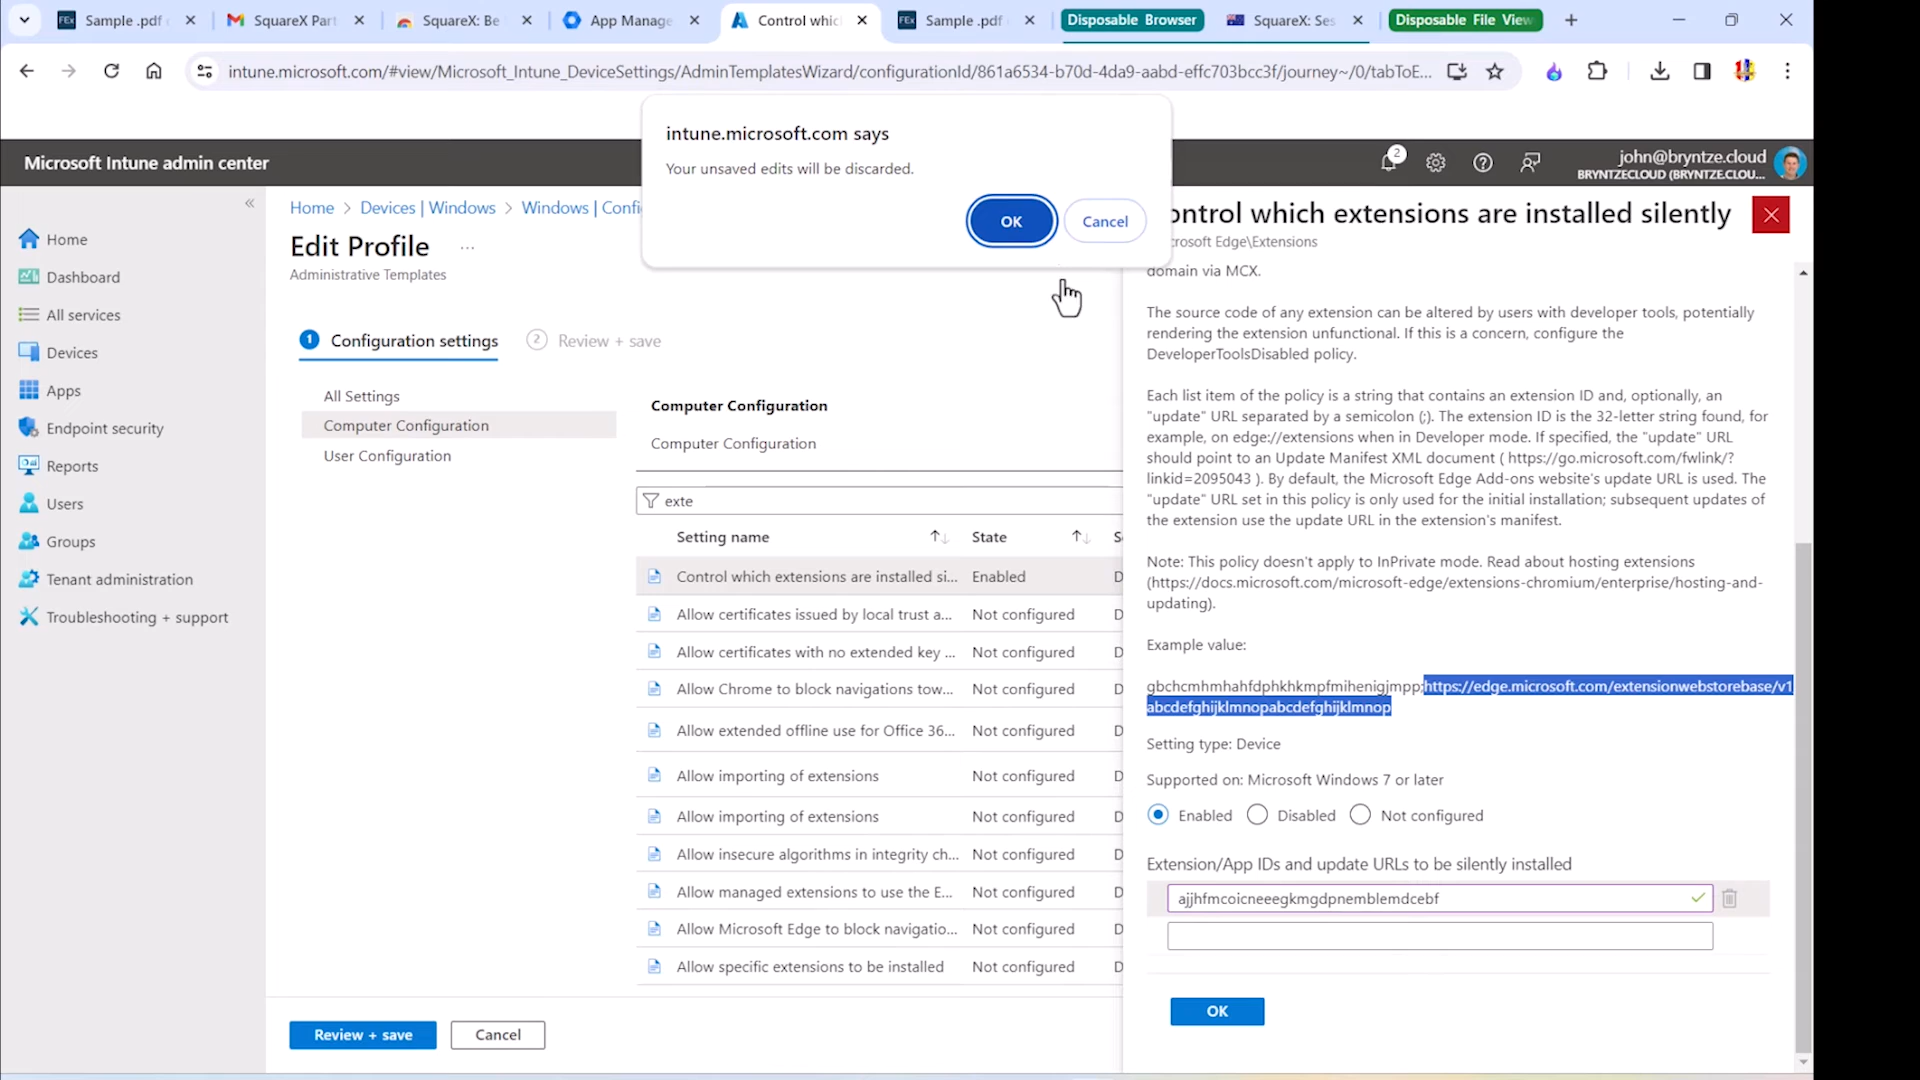 Sample .pdf
SquareX Part
SquareX: Be
App Manage
Control whic
Sample .pdf
Disposable Browser
SquareX: Ses
Disposable File View
intune.microsoft.com/#view/Microsoft_Intune_DeviceSettings/AdminTemplatesWizard/configurationId/861a6534-b70d-4da9-aabd-effc703bcc3f/journey~/0/tabToE...
intune.microsoft.com says
Your unsaved edits will be discarded.
OK
Cancel
Microsoft Intune admin center
2
john@bryntze.cloud
BRYNTZECLOUD (BRYNTZE.CLOU...
Home
Dashboard
All services
Devices
Apps
Endpoint security
Reports
Users
Groups
Tenant administration
Troubleshooting + support
Home > Devices | Windows > Windows | Confi
Edit Profile ...
Administrative Templates
1 Configuration settings
2 Review + save
All Settings
Computer Configuration
User Configuration
Computer Configuration
Computer Configuration
exte
Setting name State S
Control which extensions are installed si... Enabled D
Allow certificates issued by local trust a... Not configured D
Allow certificates with no extended key ... Not configured D
Allow Chrome to block navigations tow... Not configured D
Allow extended offline use for Office 36... Not configured D
Allow importing of extensions Not configured D
Allow importing of extensions Not configured D
Allow insecure algorithms in integrity ch... Not configured D
Allow managed extensions to use the E... Not configured D
Allow Microsoft Edge to block navigatio... Not configured D
Allow specific extensions to be installed Not configured D
Review + save
Cancel
ontrol which extensions are installed silently
crosoft Edge\Extensions
domain via MCX.
The source code of any extension can be altered by users with developer tools, potentially
rendering the extension unfunctional. If this is a concern, configure the
DeveloperToolsDisabled policy.
Each list item of the policy is a string that contains an extension ID and, optionally, an
"update" URL separated by a semicolon (;). The extension ID is the 32-letter string found, for
example, on edge://extensions when in Developer mode. If specified, the "update" URL
should point to an Update Manifest XML document ( https://go.microsoft.com/fwlink/?
linkid=2095043 ). By default, the Microsoft Edge Add-ons website's update URL is used. The
"update" URL set in this policy is only used for the initial installation; subsequent updates of
the extension use the update URL in the extension's manifest.
Note: This policy doesn't apply to InPrivate mode. Read about hosting extensions
(https://docs.microsoft.com/microsoft-edge/extensions-chromium/enterprise/hosting-and-
updating).
Example value:
gbchcmhmhahfdphkhkmpfmihenigjmpp;https://edge.microsoft.com/extensionwebstorebase/v1
abcdefghijklmnopabcdefghijklmnop
Setting type: Device
Supported on: Microsoft Windows 7 or later
Enabled Disabled Not configured
Extension/App IDs and update URLs to be silently installed
ajjhfmcoicneeegkmgdpnemblemdcebf
OK